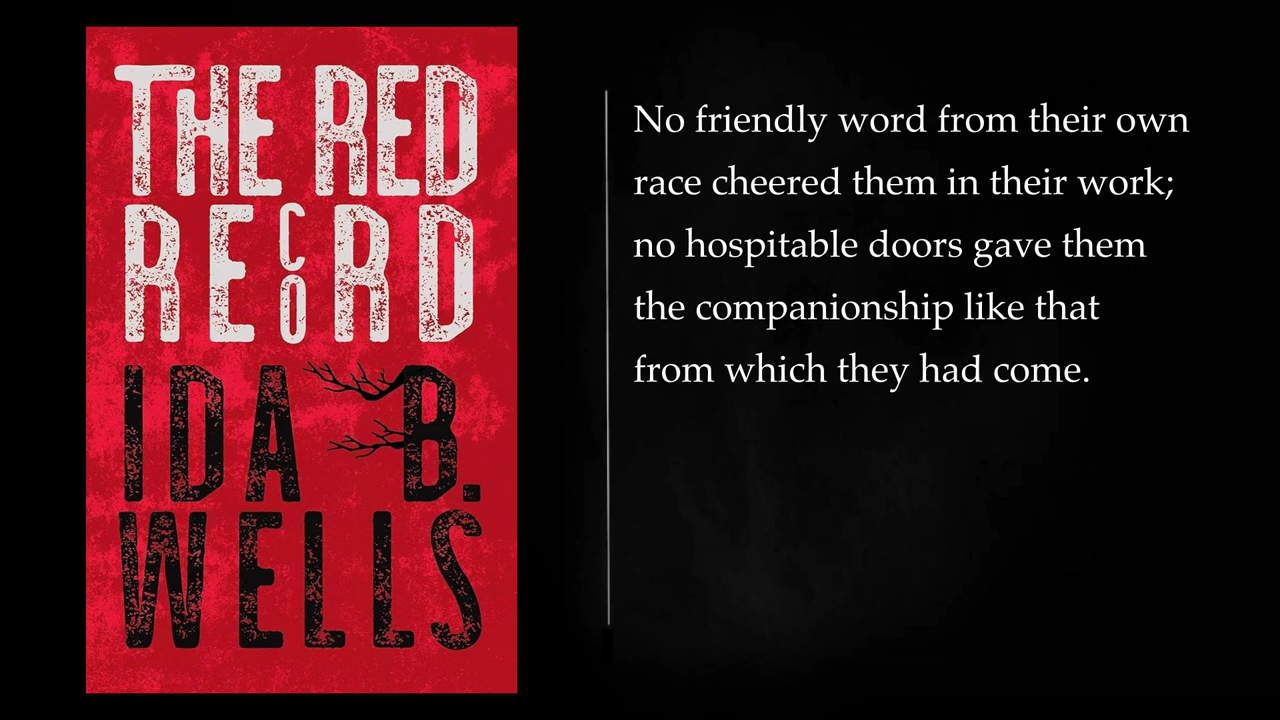 THE RED
RECORD
IDA B.
WELLS
No friendly word from their own
race cheered them in their work;
no hospitable doors gave them
the companionship like that
from which they had come.